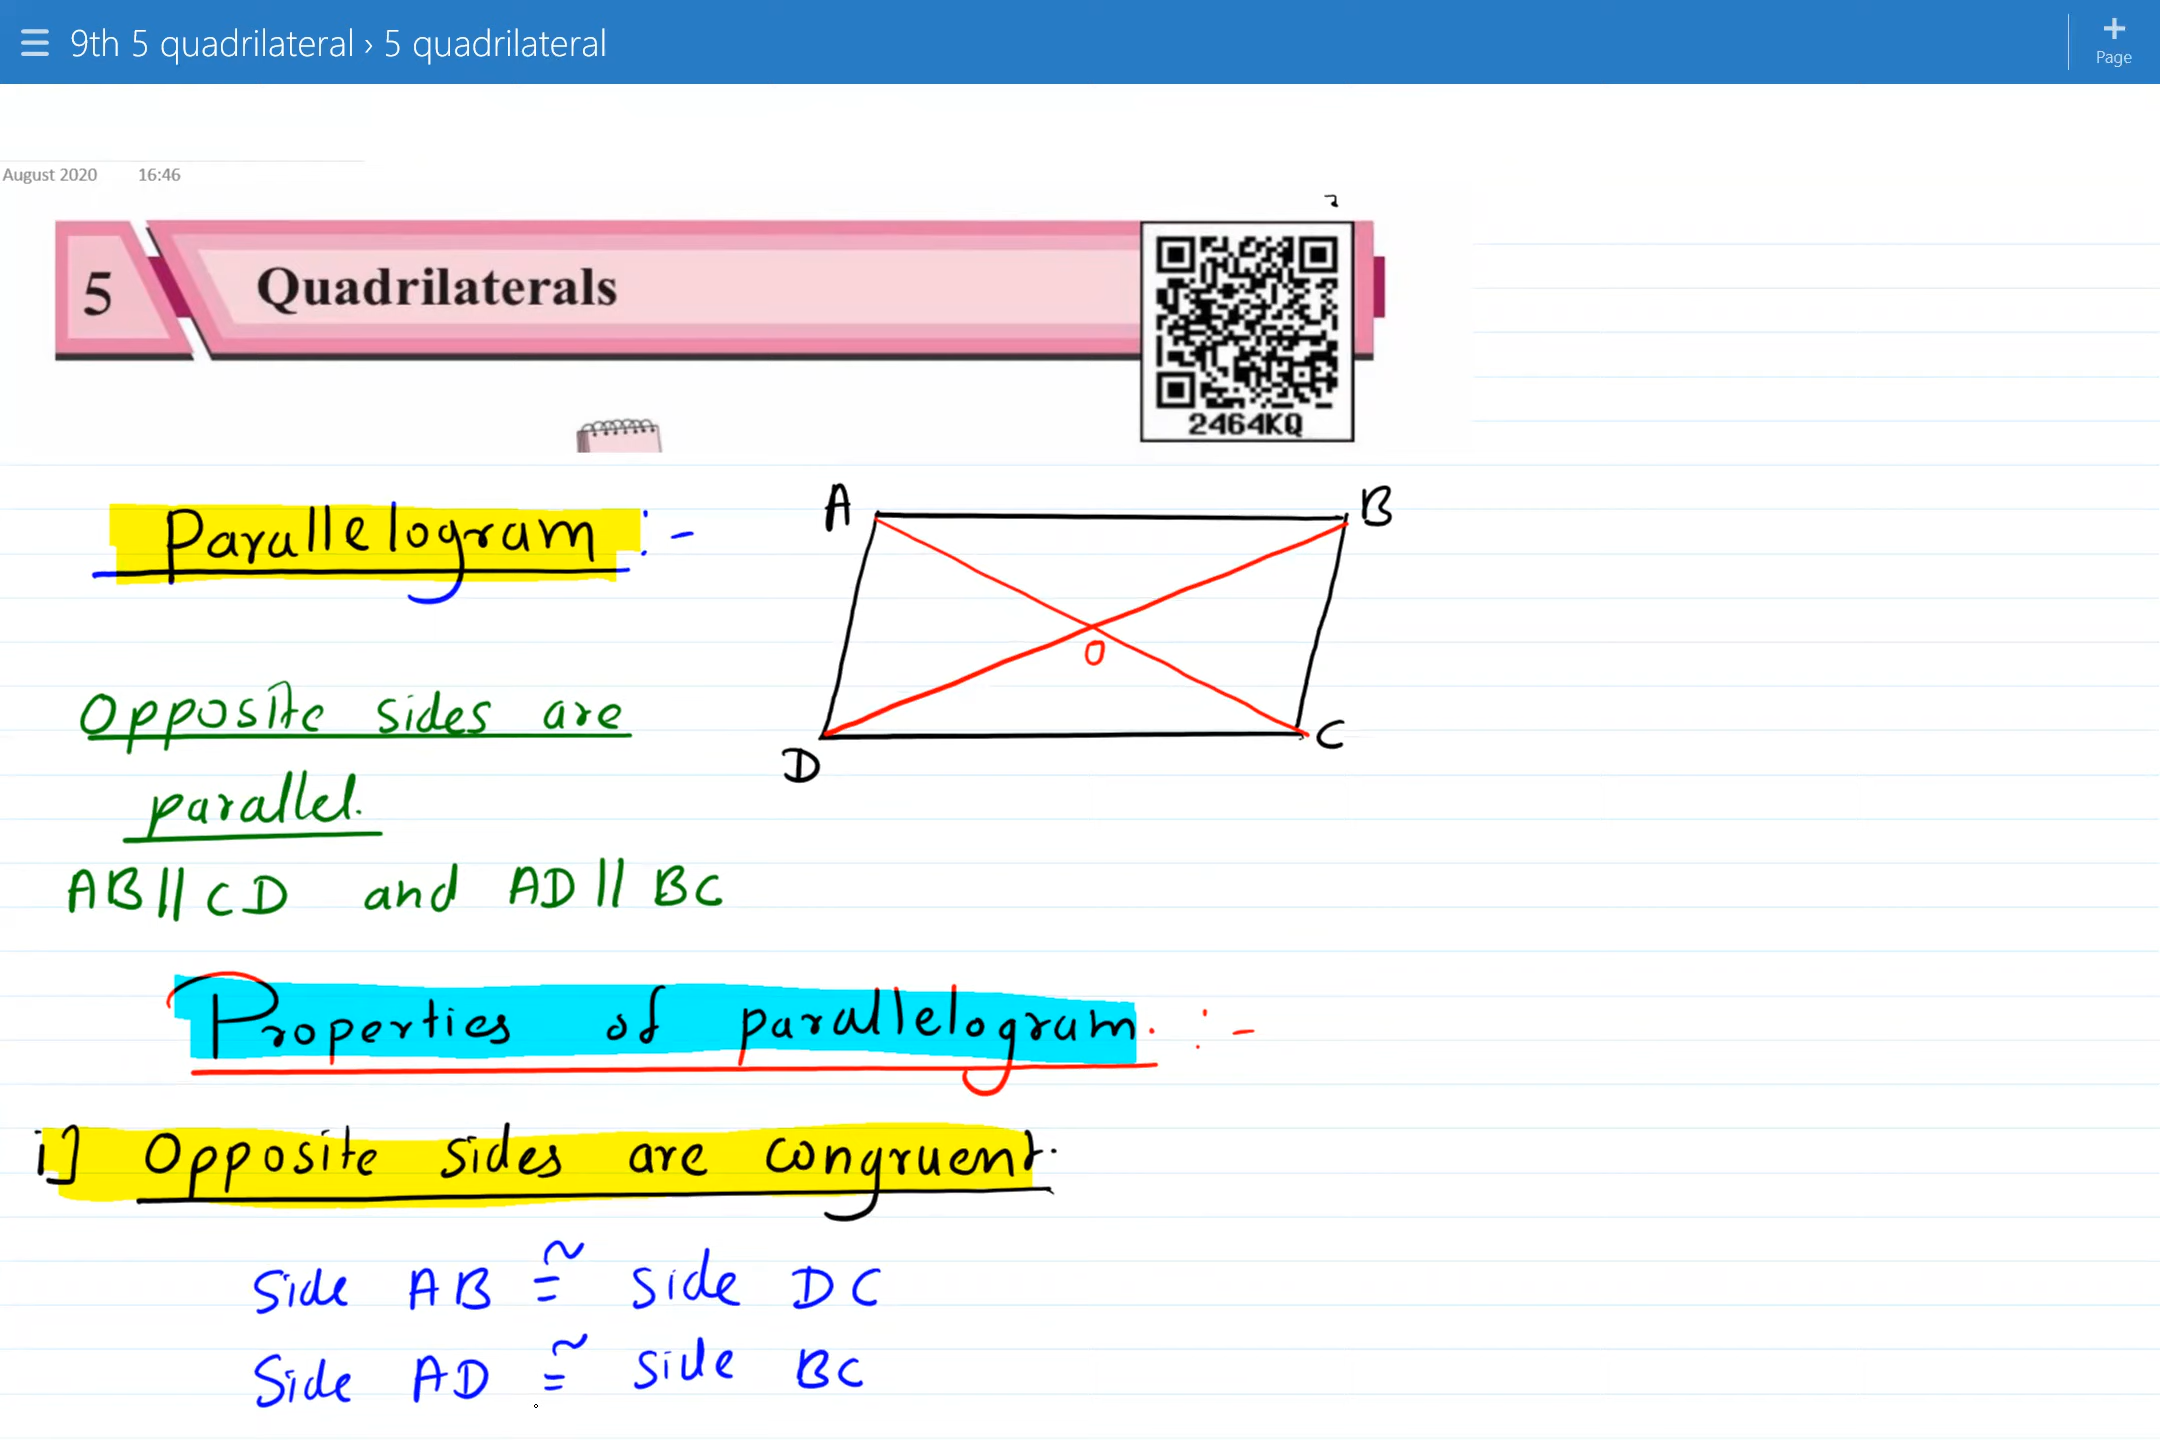 9th 5 quadrilateral › 5 quadrilateral
+
Page
August 2020 16:46
5 Quadrilaterals
2464KQ
Parallelogram :-
A B
O
D C
Opposite sides are
parallel.
AB || CD and AD || BC
Properties of parallelogram. :-
i] Opposite sides are congruent.
Side AB ≅ side DC
Side AD ≅ side BC